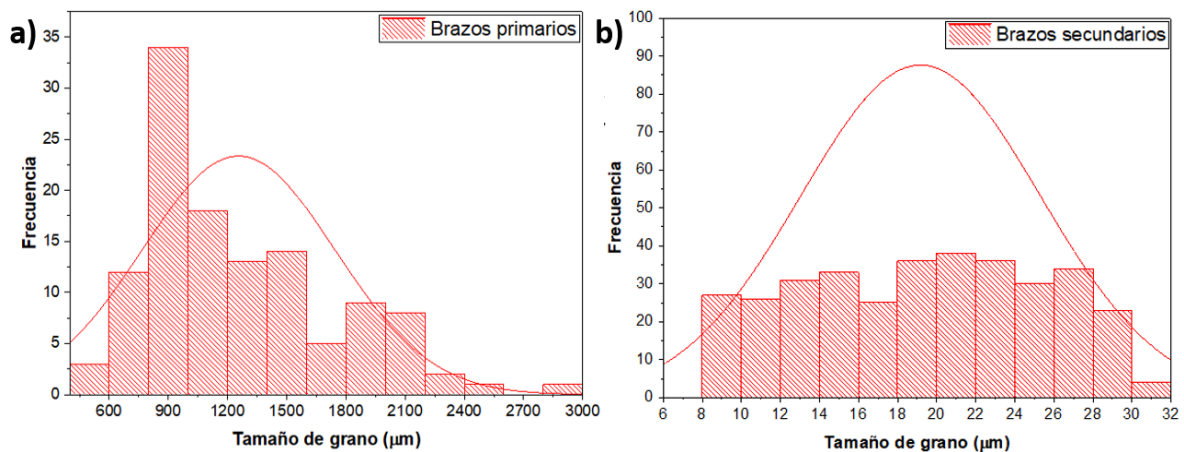 a)
Brazos primarios
35
30
25
20
15
10
5
0
Frecuencia
600 900 1200 1500 1800 2100 2400 2700 3000
Tamaño de grano (μm)
b)
Brazos secundarios
100
90
80
70
60
50
40
30
20
10
0
Frecuencia
6 8 10 12 14 16 18 20 22 24 26 28 30 32
Tamaño de grano (μm)